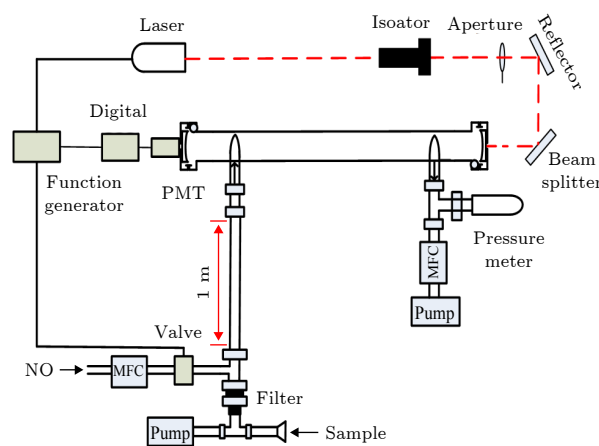 Laser
Isoator
Aperture
Reflector
Digital
Function
generator
PMT
Beam
splitter
Pressure
meter
MFC
Pump
1 m
Valve
NO
MFC
Filter
Pump
Sample